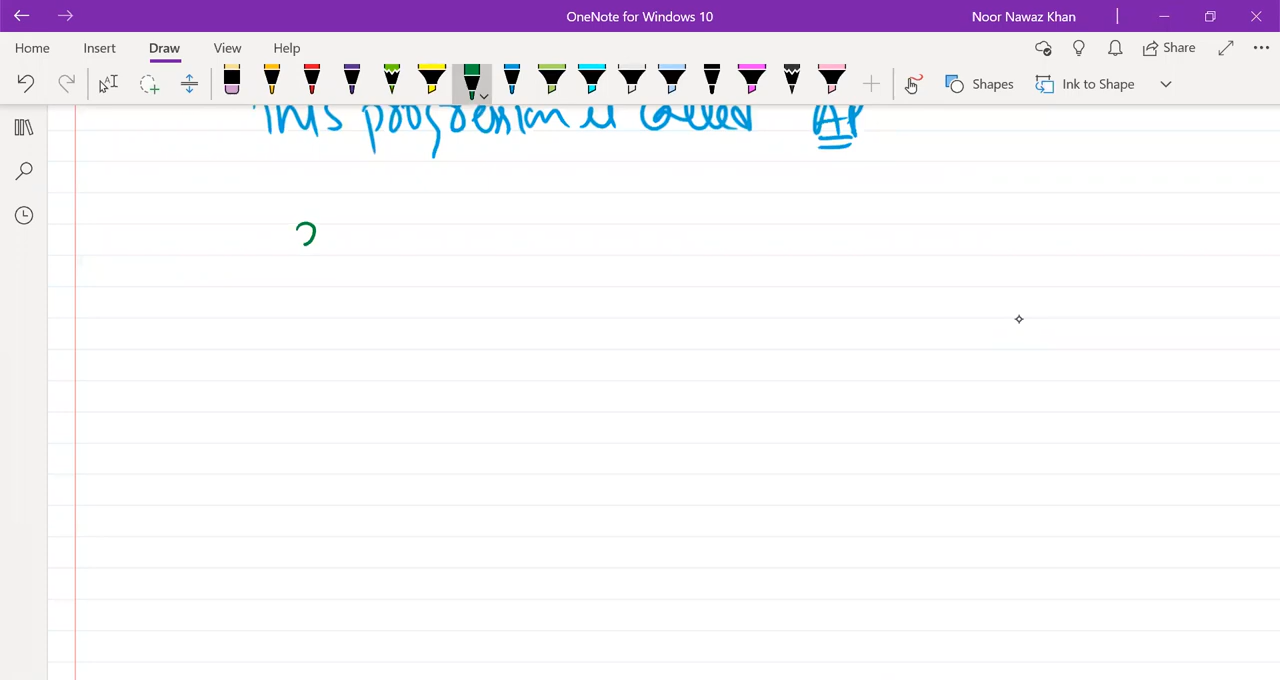 OneNote for Windows 10
Noor Nawaz Khan
Home Insert Draw View Help
Share
Shapes
Ink to Shape
This progression is called AP